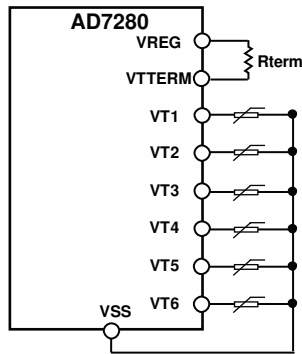 AD7280
VREG
Rterm
VTTERM
VT1
VT2
VT3
VT4
VT5
VT6
VSS